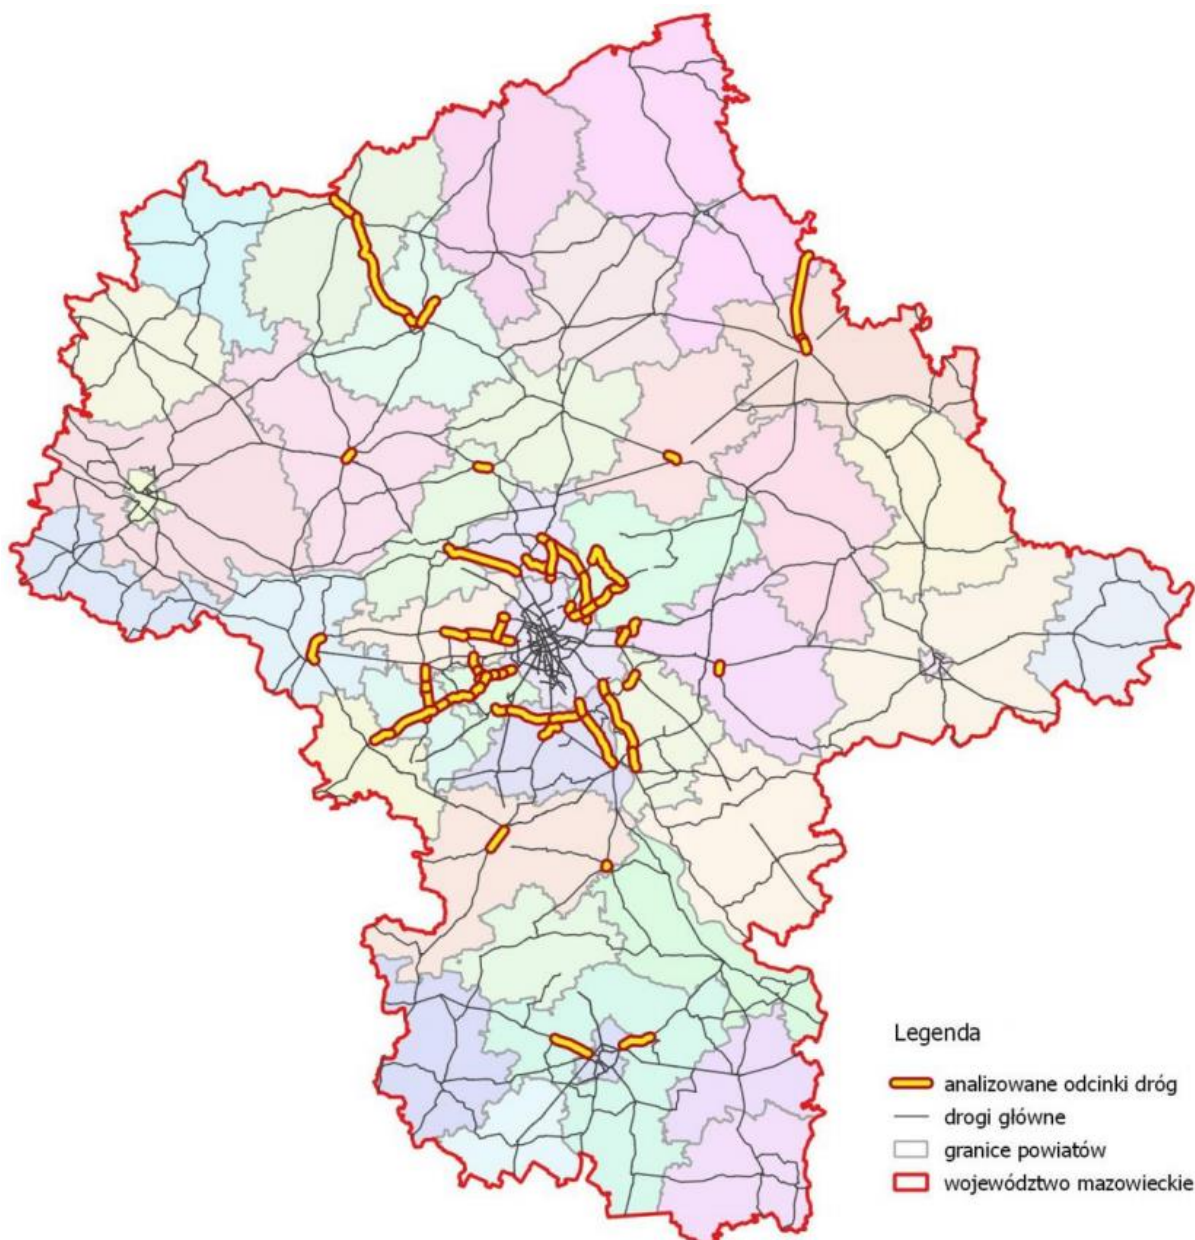 Legenda
analizowane odcinki dróg
drogi główne
granice powiatów
województwo mazowieckie